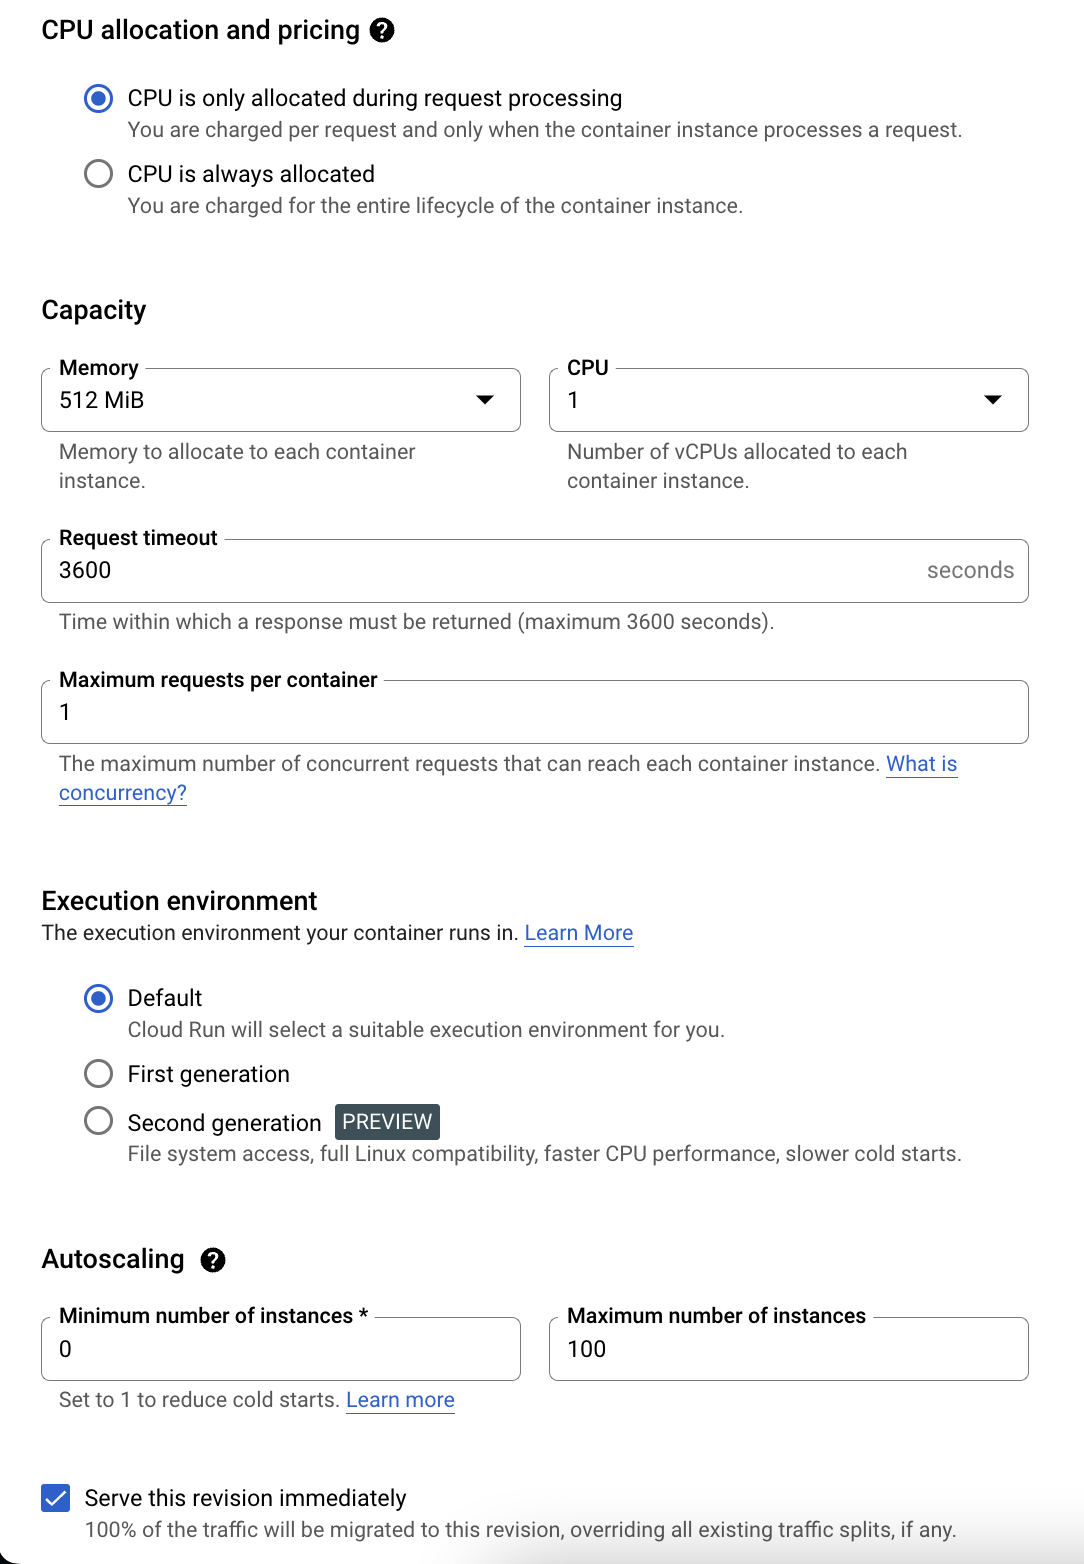 CPU allocation and pricing ?
CPU is only allocated during request processing
You are charged per request and only when the container instance processes a request.
CPU is always allocated
You are charged for the entire lifecycle of the container instance.
Capacity
Memory
512 MiB
Memory to allocate to each container
instance.
CPU
1
Number of vCPUs allocated to each
container instance.
Request timeout
3600 seconds
Time within which a response must be returned (maximum 3600 seconds).
Maximum requests per container
1
The maximum number of concurrent requests that can reach each container instance. What is
concurrency?
Execution environment
The execution environment your container runs in. Learn More
Default
Cloud Run will select a suitable execution environment for you.
First generation
Second generation PREVIEW
File system access, full Linux compatibility, faster CPU performance, slower cold starts.
Autoscaling ?
Minimum number of instances *
0
Set to 1 to reduce cold starts. Learn more
Maximum number of instances
100
Serve this revision immediately
100% of the traffic will be migrated to this revision, overriding all existing traffic splits, if any.